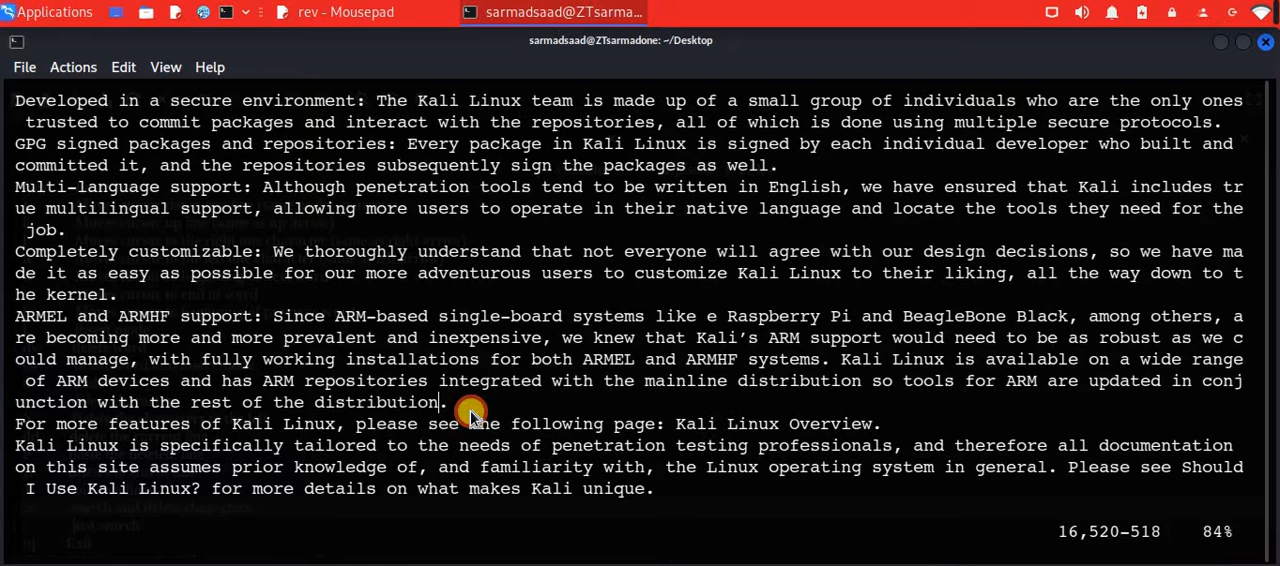 Applications
rev - Mousepad
sarmadsaad@ZTsarma...
sarmadsaad@ZTsarmadone: ~/Desktop
File Actions Edit View Help
Developed in a secure environment: The Kali Linux team is made up of a small group of individuals who are the only ones
trusted to commit packages and interact with the repositories, all of which is done using multiple secure protocols.
GPG signed packages and repositories: Every package in Kali Linux is signed by each individual developer who built and
committed it, and the repositories subsequently sign the packages as well.
Multi-language support: Although penetration tools tend to be written in English, we have ensured that Kali includes tr
ue multilingual support, allowing more users to operate in their native language and locate the tools they need for the
job.
Completely customizable: We thoroughly understand that not everyone will agree with our design decisions, so we have ma
de it as easy as possible for our more adventurous users to customize Kali Linux to their liking, all the way down to t
he kernel.
ARMEL and ARMHF support: Since ARM-based single-board systems like e Raspberry Pi and BeagleBone Black, among others, a
re becoming more and more prevalent and inexpensive, we knew that Kali’s ARM support would need to be as robust as we c
ould manage, with fully working installations for both ARMEL and ARMHF systems. Kali Linux is available on a wide range
of ARM devices and has ARM repositories integrated with the mainline distribution so tools for ARM are updated in conj
unction with the rest of the distribution.
For more features of Kali Linux, please see the following page: Kali Linux Overview.
Kali Linux is specifically tailored to the needs of penetration testing professionals, and therefore all documentation
on this site assumes prior knowledge of, and familiarity with, the Linux operating system in general. Please see Should
I Use Kali Linux? for more details on what makes Kali unique.
just search
Exit
16,520-518 84%